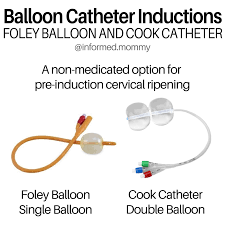 Balloon Catheter Inductions
FOLEY BALLOON AND COOK CATHETER
@informed.mommy
A non-medicated option for
pre-induction cervical ripening
Foley Balloon
Single Balloon
Cook Catheter
Double Balloon